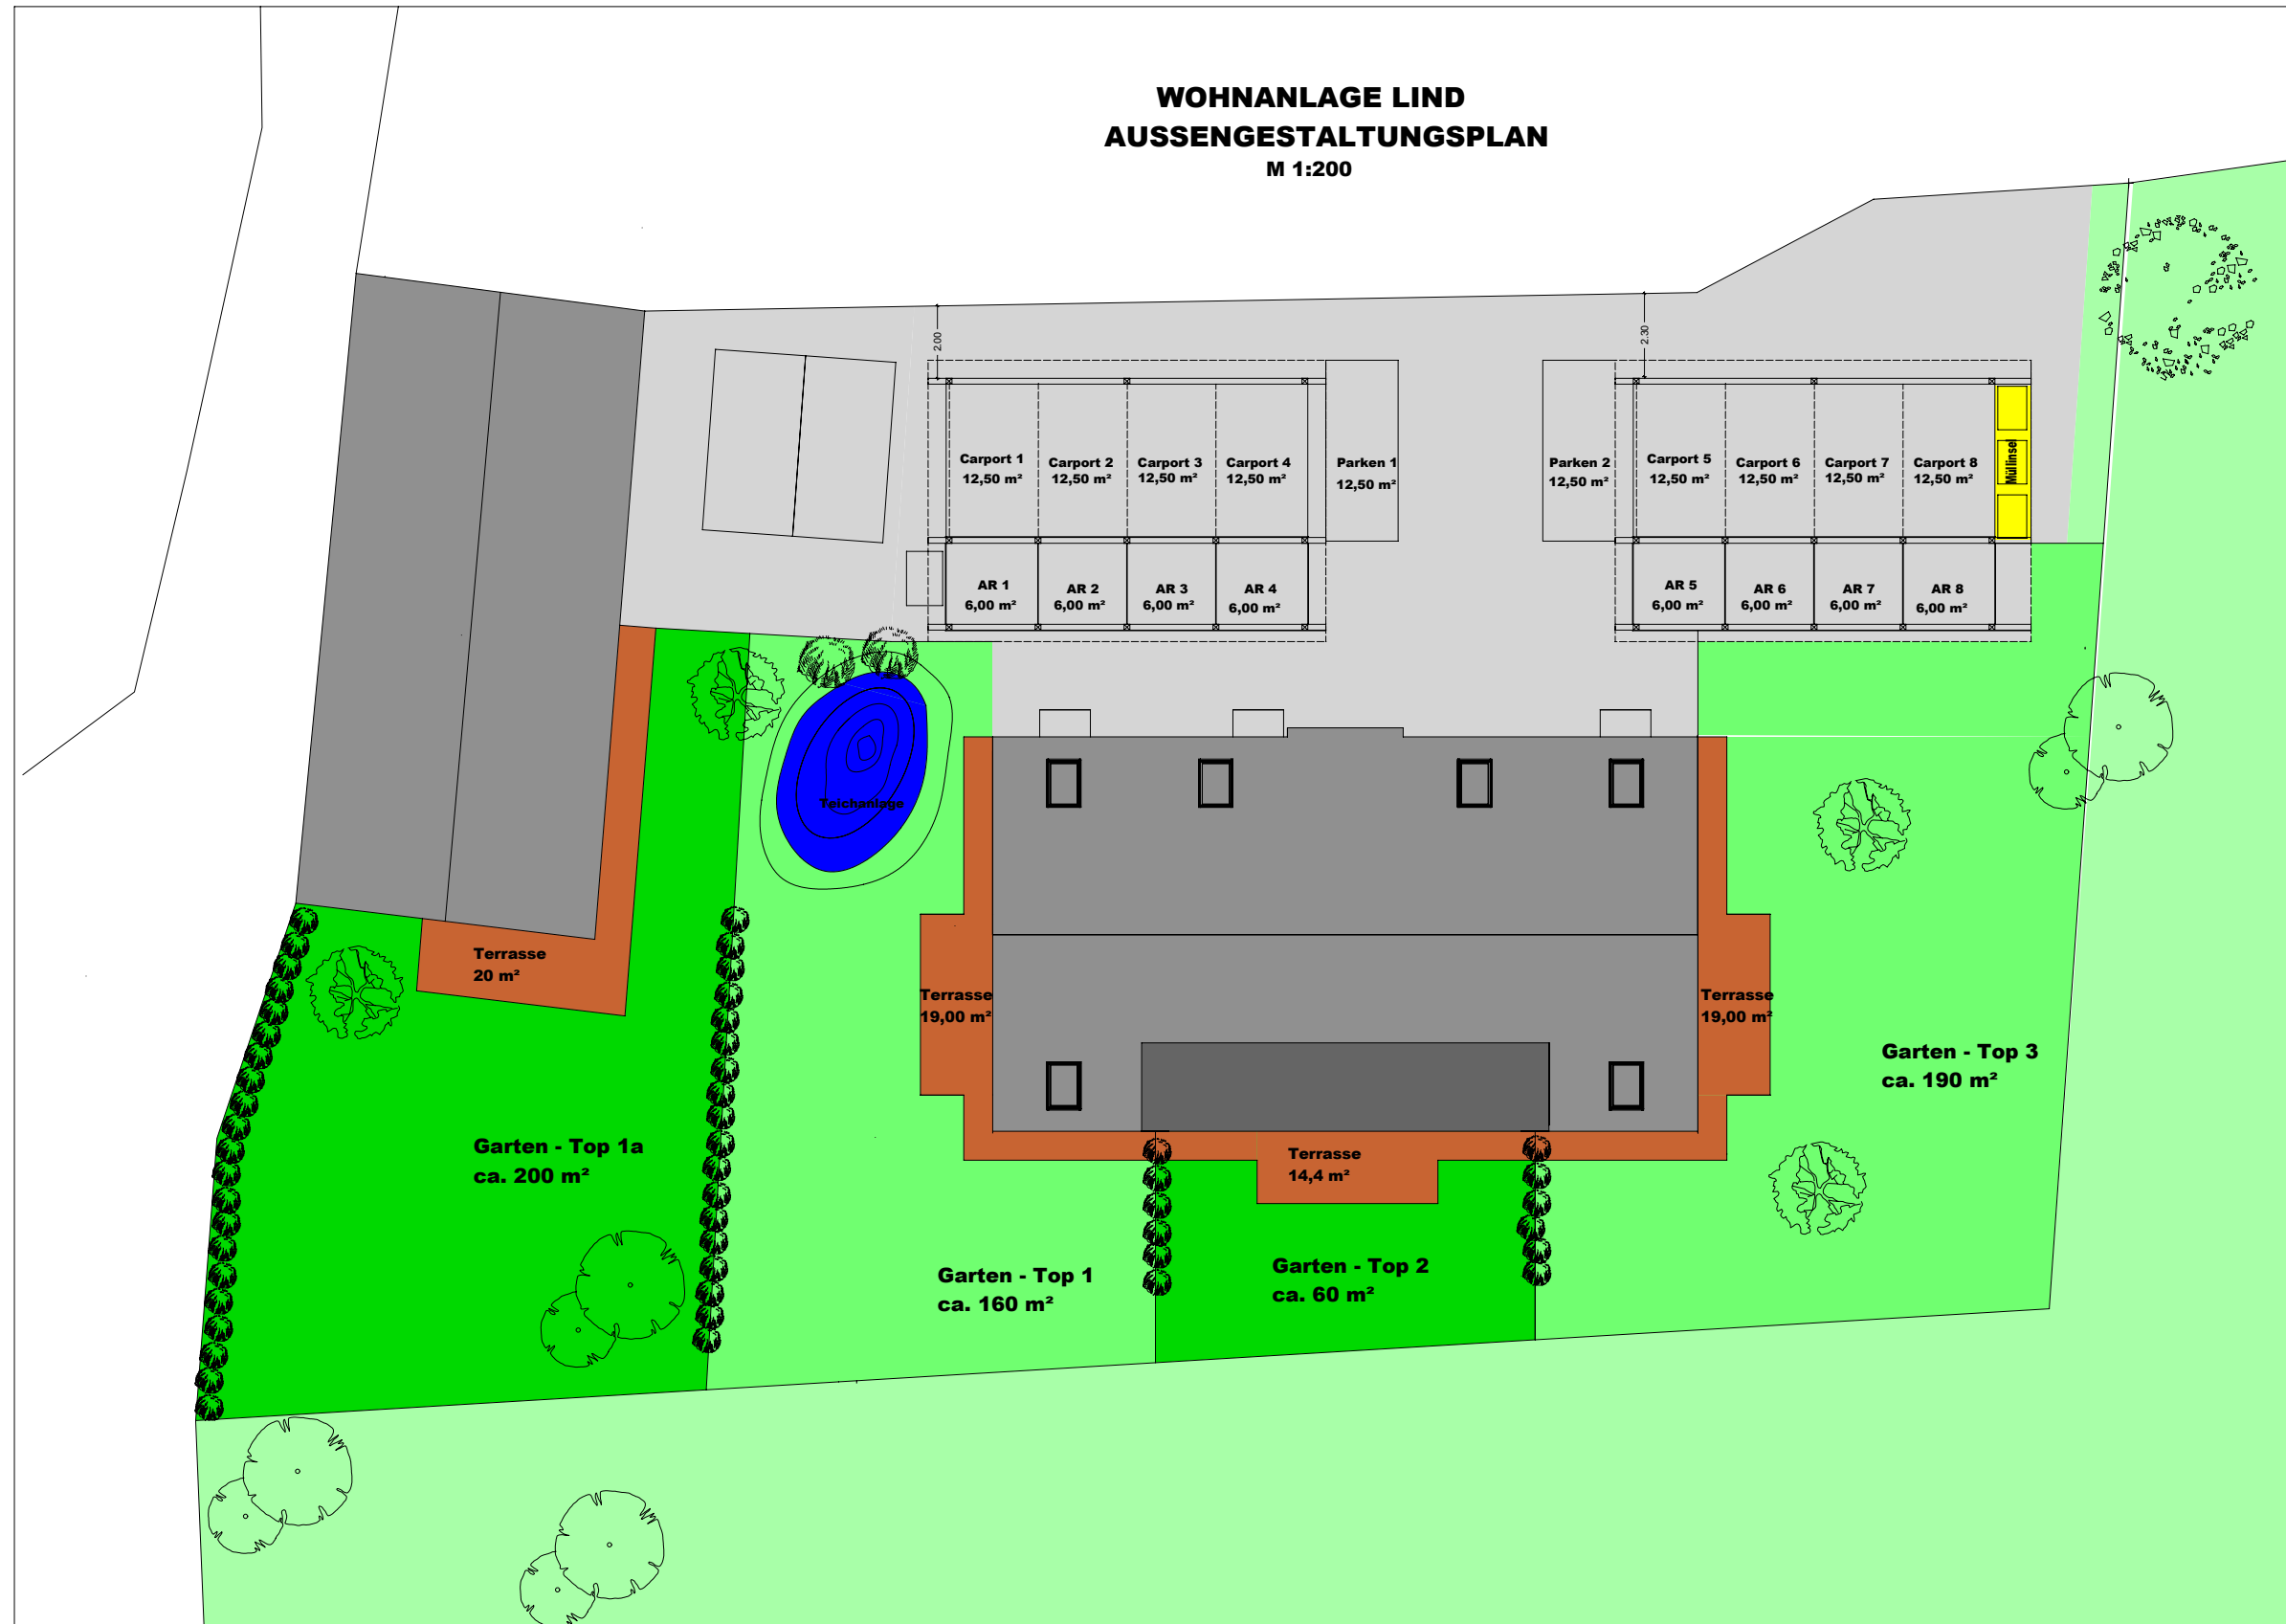 WOHNANLAGE LIND
AUSSENGESTALTUNGSPLAN
M 1:200
2.00
2.30
Carport 1
12,50 m²
Carport 2
12,50 m²
Carport 3
12,50 m²
Carport 4
12,50 m²
Parken 1
12,50 m²
Parken 2
12,50 m²
Carport 5
12,50 m²
Carport 6
12,50 m²
Carport 7
12,50 m²
Carport 8
12,50 m²
Müllinsel
AR 1
6,00 m²
AR 2
6,00 m²
AR 3
6,00 m²
AR 4
6,00 m²
AR 5
6,00 m²
AR 6
6,00 m²
AR 7
6,00 m²
AR 8
6,00 m²
Teichanlage
Terrasse
20 m²
Terrasse
19,00 m²
Terrasse
19,00 m²
Garten - Top 3
ca. 190 m²
Garten - Top 1a
ca. 200 m²
Terrasse
14,4 m²
Garten - Top 1
ca. 160 m²
Garten - Top 2
ca. 60 m²